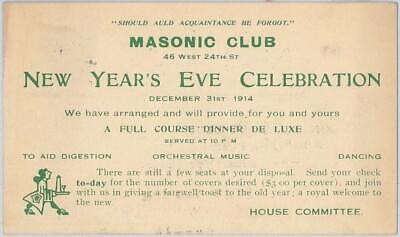 "SHOULD AULD ACQUAINTANCE BE FORGOT."
MASONIC CLUB
46 WEST 24TH ST
NEW YEAR'S EVE CELEBRATION
DECEMBER 31ST 1914
We have arranged and will provide for you and yours
A FULL COURSE DINNER DE LUXE
SERVED AT 10 P M
TO AID DIGESTION ORCHESTRAL MUSIC DANCING
There are still a few seats at your disposal. Send your check
to-day for the number of covers desired ($3 00 per cover), and join
with us in giving a farewell toast to the old year; a royal welcome to
the new.
HOUSE COMMITTEE.